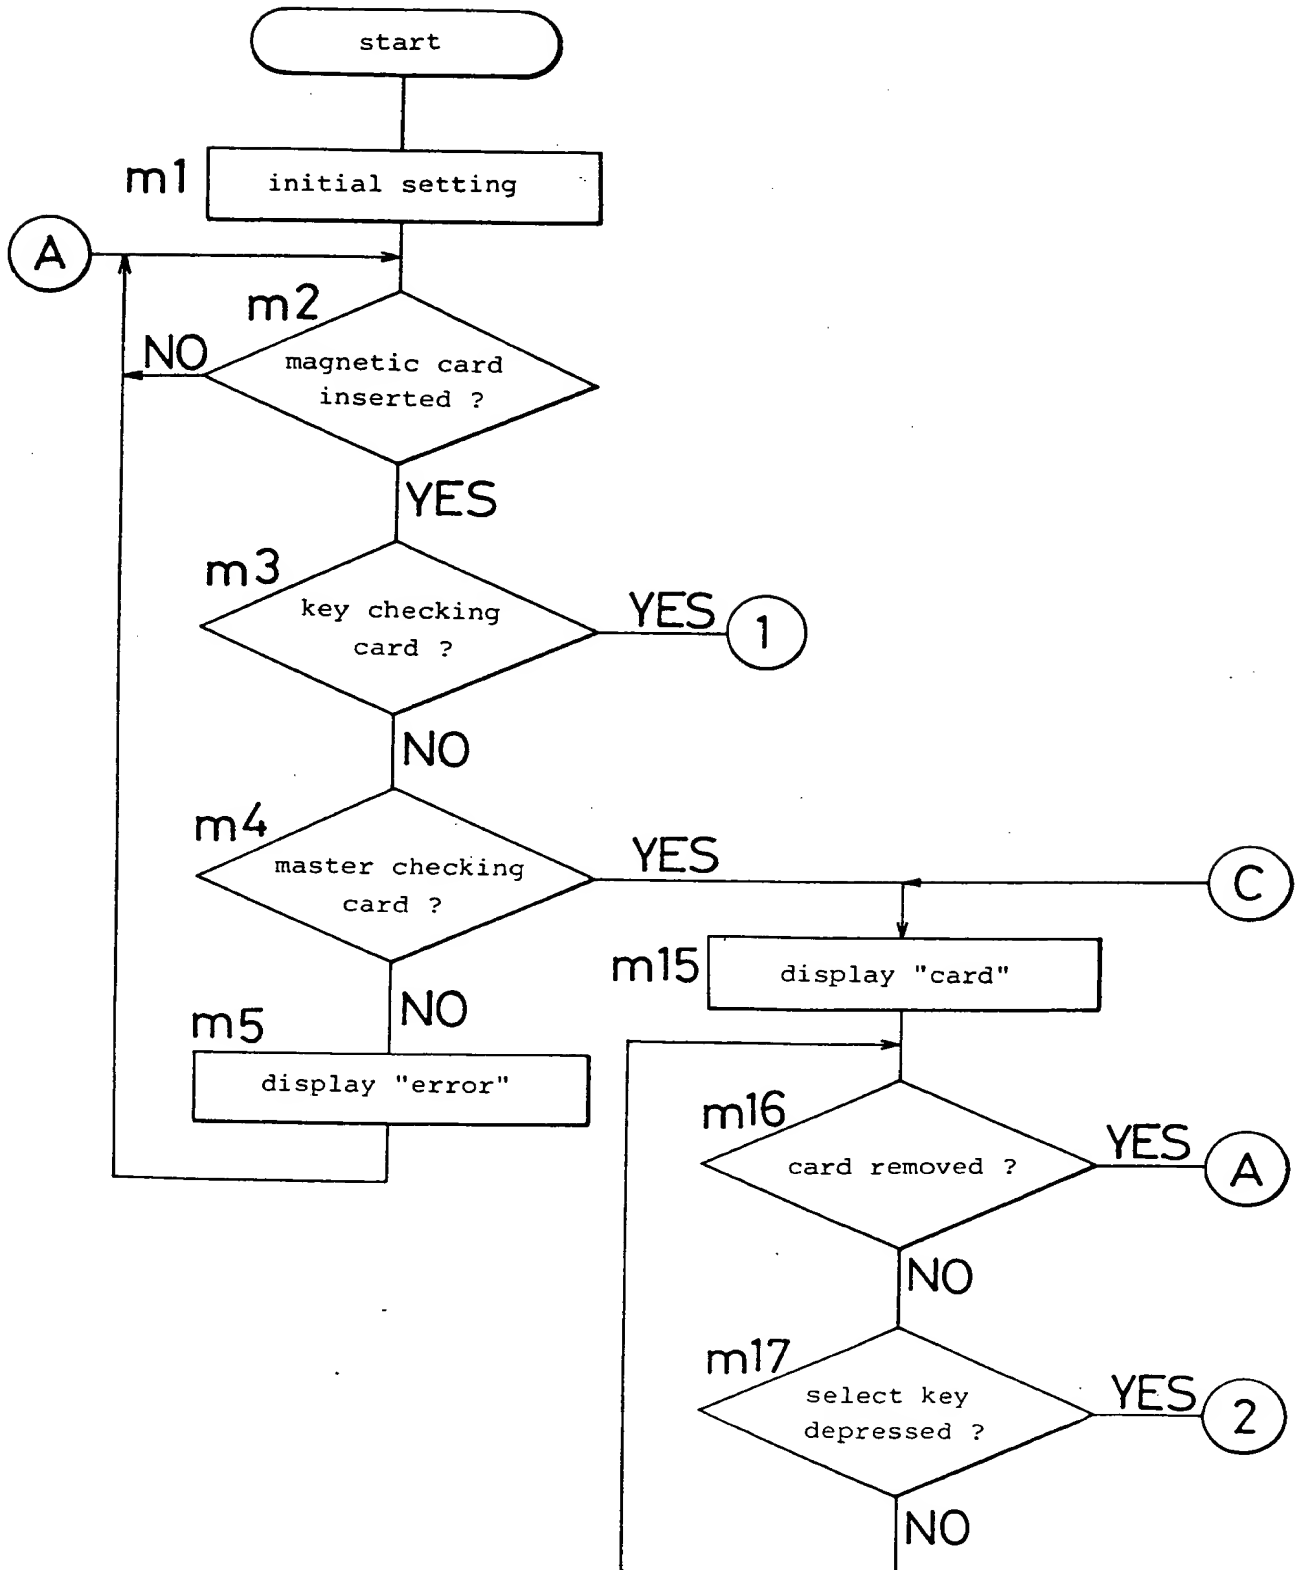 start
m1
initial setting
A
m2
NO
magnetic card
inserted ?
YES
m3
key checking
card ?
YES
1
NO
m4
master checking
card ?
YES
C
m15
display "card"
NO
m5
display "error"
m16
card removed ?
YES
A
NO
m17
select key
depressed ?
YES
2
NO